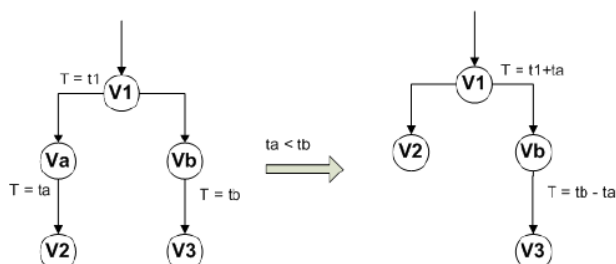 T = t1
V1
Va
Vb
T = ta
T = tb
V2
V3
ta < tb
T = t1+ta
V1
V2
Vb
T = tb - ta
V3